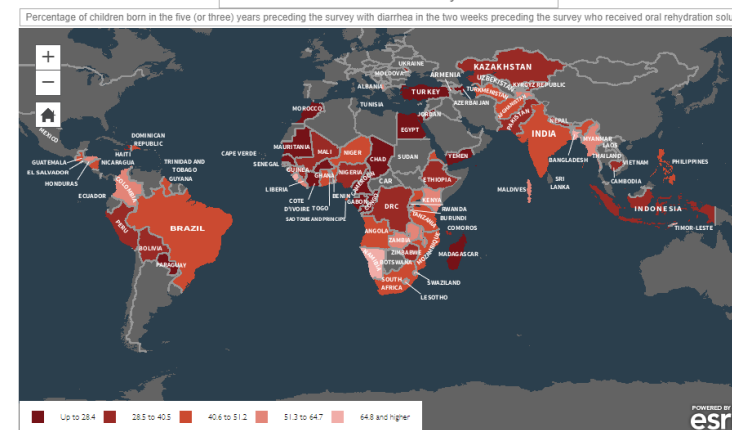 Percentage of children born in the five (or three) years preceding the survey with diarrhea in the two weeks preceding the survey who received oral rehydration solu
+
−
UKRAINE
MOLDOVA
KAZAKHSTAN
ALBANIA
ARMENIA
UZBEKISTAN
KYRGYZ REPUBLIC
TURKEY
TURKMENISTAN
AZERBAIJAN
AFGHANISTAN
TUNISIA
MOROCCO
JORDAN
PAKISTAN
NEPAL
EGYPT
INDIA
MYANMAR
LAOS
MEXICO
DOMINICAN
REPUBLIC
HAITI
CAPE VERDE
MAURITANIA
MALI
NIGER
CHAD
SUDAN
YEMEN
BANGLADESH
THAILAND
VIETNAM
PHILIPPINES
GUATEMALA
NICARAGUA
EL SALVADOR
HONDURAS
TRINIDAD AND
TOBAGO
GUYANA
SENEGAL
GUINEA
GHANA
NIGERIA
CAMEROON
CAR
ETHIOPIA
MALDIVES
SRI
LANKA
CAMBODIA
LIBERIA
COTE
D'IVOIRE
TOGO
BENIN
GABON
CONGO
SAO TOME AND PRINCIPE
COLOMBIA
ECUADOR
KENYA
RWANDA
BURUNDI
DRC
TANZANIA
COMOROS
INDONESIA
TIMOR-LESTE
PERU
BRAZIL
BOLIVIA
PARAGUAY
ANGOLA
ZAMBIA
ZIMBABWE
MOZAMBIQUE
MADAGASCAR
NAMIBIA
BOTSWANA
SOUTH
AFRICA
SWAZILAND
LESOTHO
Up to 28.4
28.5 to 40.5
40.6 to 51.2
51.3 to 64.7
64.8 and higher
POWERED BY
esr